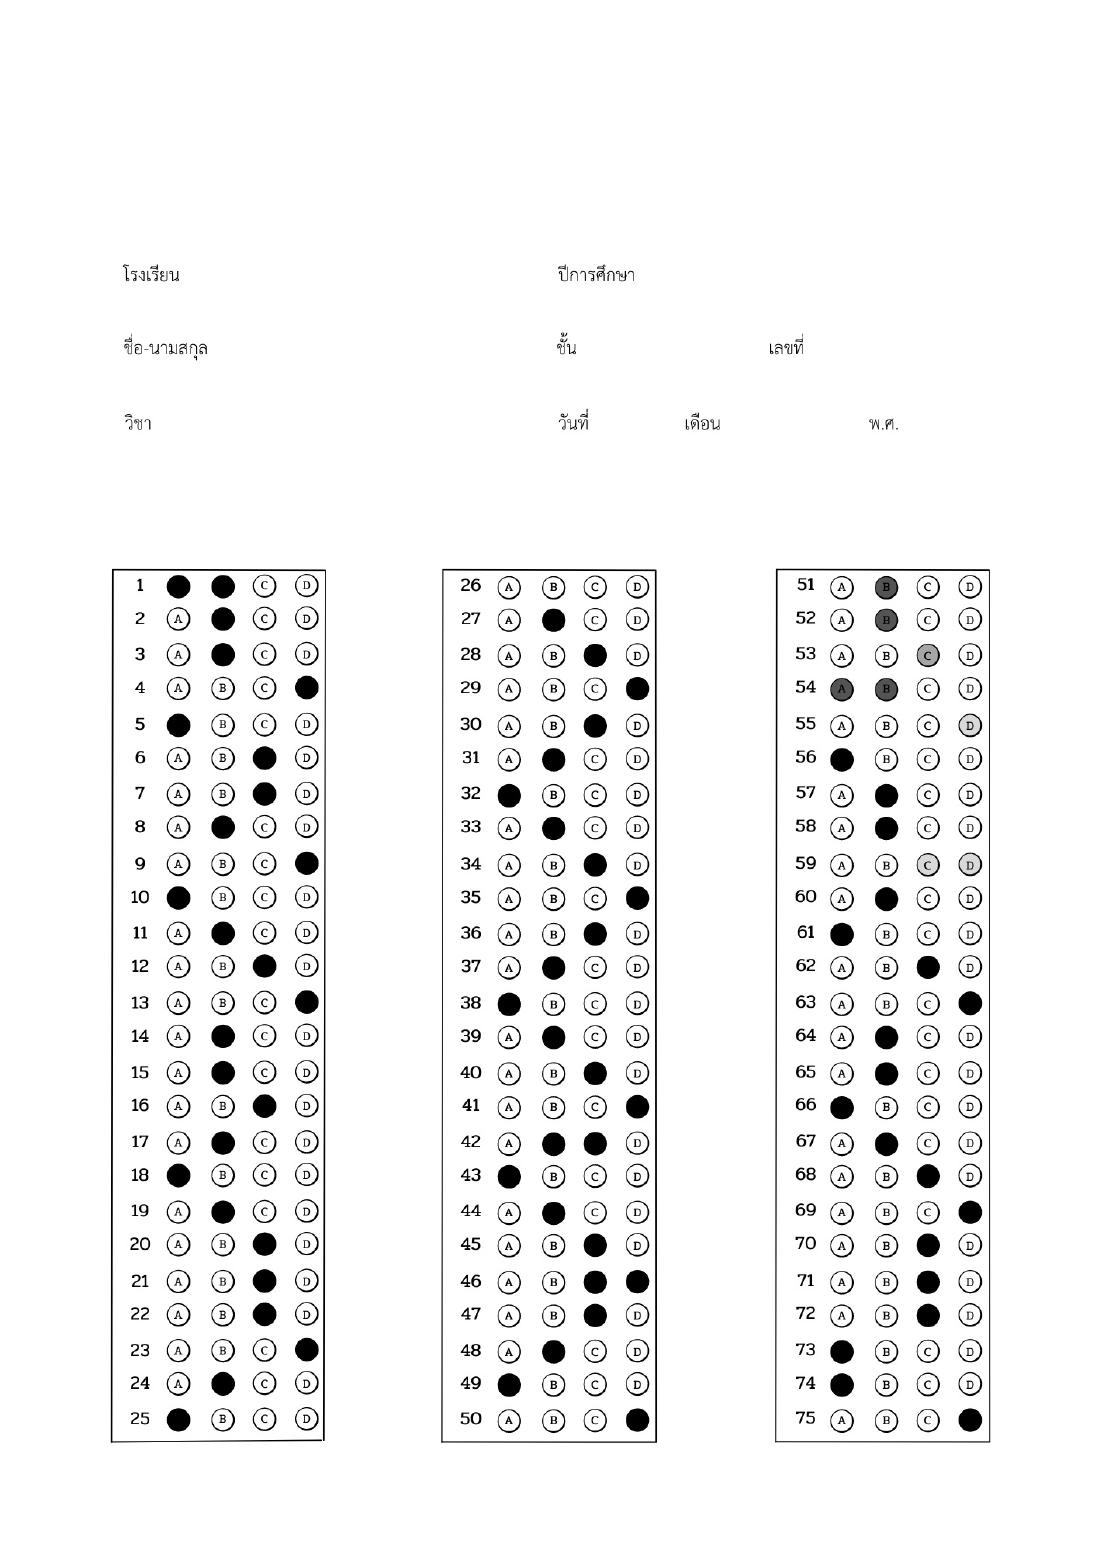 โรงเรียน ปีการศึกษา
ชื่อ-นามสกุล ชั้น เลขที่
วิชา วันที่ เดือน พ.ศ.
1 C D 26 A B C D 51 A B C D
2 A C D 27 A C D 52 A B C D
3 A C D 28 A B D 53 A B C D
4 A B C 29 A B C 54 A B C D
5 B C D 30 A B D 55 A B C D
6 A B D 31 A C D 56 B C D
7 A B D 32 B C D 57 A C D
8 A C D 33 A C D 58 A C D
9 A B C 34 A B D 59 A B C D
10 B C D 35 A B C 60 A C D
11 A C D 36 A B D 61 B C D
12 A B D 37 A C D 62 A B D
13 A B C 38 B C D 63 A B C
14 A C D 39 A C D 64 A C D
15 A C D 40 A B D 65 A C D
16 A B D 41 A B C 66 B C D
17 A C D 42 A D 67 A C D
18 B C D 43 B C D 68 A B D
19 A C D 44 A C D 69 A B C
20 A B D 45 A B D 70 A B D
21 A B D 46 A B 71 A B D
22 A B D 47 A B D 72 A B D
23 A B C 48 A C D 73 B C D
24 A C D 49 B C D 74 B C D
25 B C D 50 A B C 75 A B C